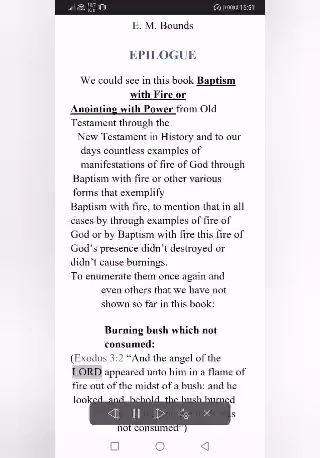 15:51
E. M. Bounds
EPILOGUE
We could see in this book Baptism
with Fire or
Anointing with Power from Old
Testament through the
New Testament in History and to our
days countless examples of
manifestations of fire of God through
Baptism with fire or other various
forms that exemplify
Baptism with fire, to mention that in all
cases by through examples of fire of
God or by Baptism with fire this fire of
God's presence didn't destroyed or
didn't cause burnings.
To enumerate them once again and
even others that we have not
shown so far in this book:
Burning bush which not
consumed:
(Exodus 3:2 “And the angel of the
LORD appeared unto him in a flame of
fire out of the midst of a bush: and he
looked, and, behold, the bush burned
not consumed”)